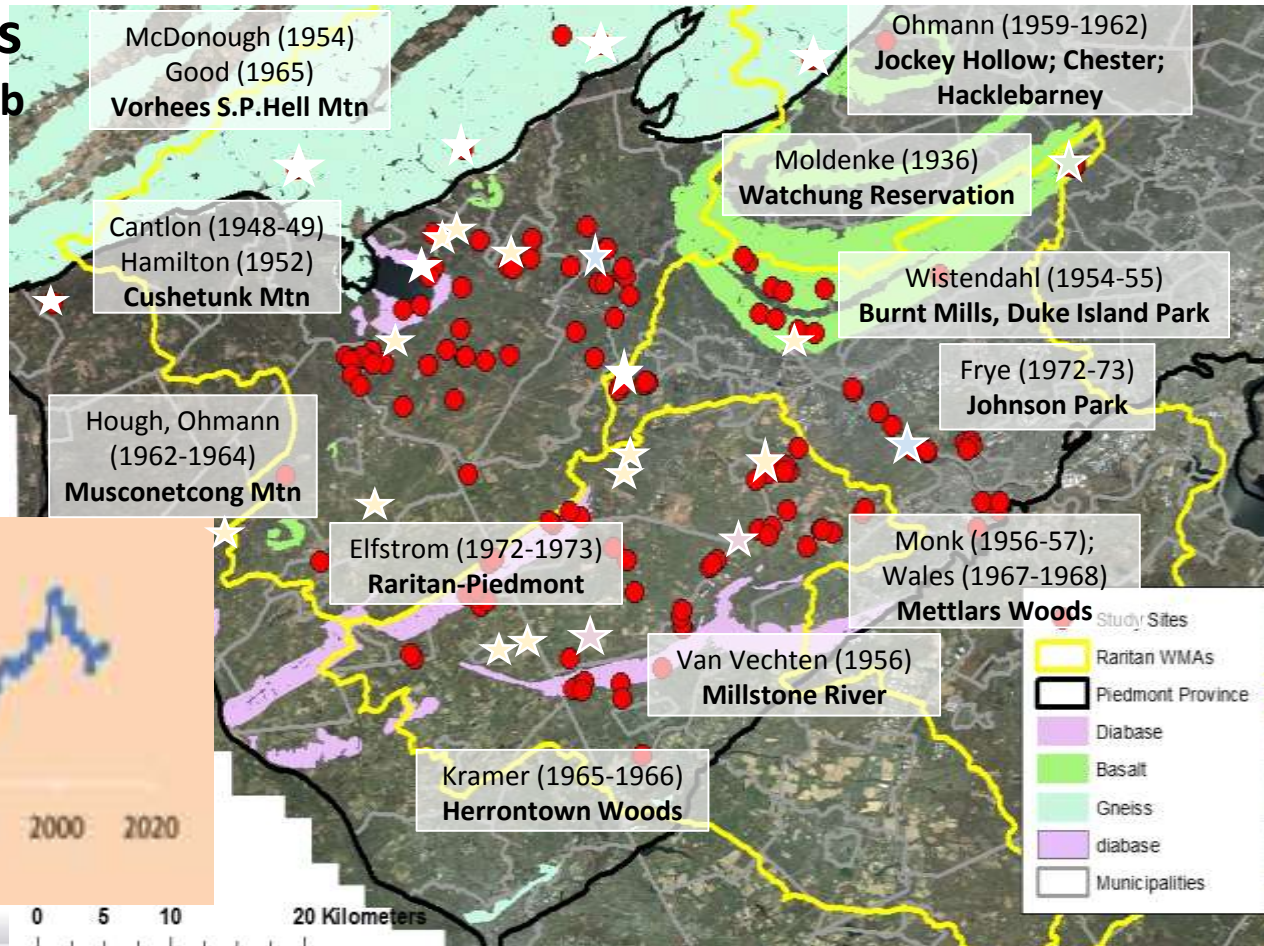 S
b
McDonough (1954)
Good (1965)
Vorhees S.P.Hell Mtn
Ohmann (1959-1962)
Jockey Hollow; Chester;
Hacklebarney
Moldenke (1936)
Watchung Reservation
Cantlon (1948-49)
Hamilton (1952)
Cushetunk Mtn
Wistendahl (1954-55)
Burnt Mills, Duke Island Park
Frye (1972-73)
Johnson Park
Hough, Ohmann
(1962-1964)
Musconetcong Mtn
Elfstrom (1972-1973)
Raritan-Piedmont
Monk (1956-57);
Wales (1967-1968)
Mettlars Woods
Van Vechten (1956)
Millstone River
Kramer (1965-1966)
Herrontown Woods
Study Sites
Raritan WMAs
Piedmont Province
Diabase
Basalt
Gneiss
diabase
Municipalities
2000 2020
0 5 10 20 Kilometers